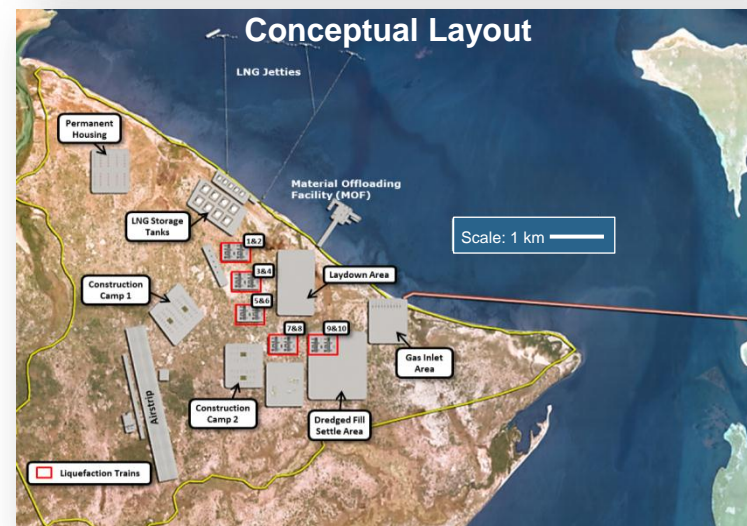 Conceptual Layout
LNG Jetties
Permanent
Housing
Material Offloading
Facility (MOF)
LNG Storage
Tanks
Scale: 1 km
1&2
3&4
Laydown Area
Construction
Camp 1
5&6
7&8
9&10
Gas Inlet
Area
Airstrip
Construction
Camp 2
Dredged Fill
Settle Area
Liquefaction Trains